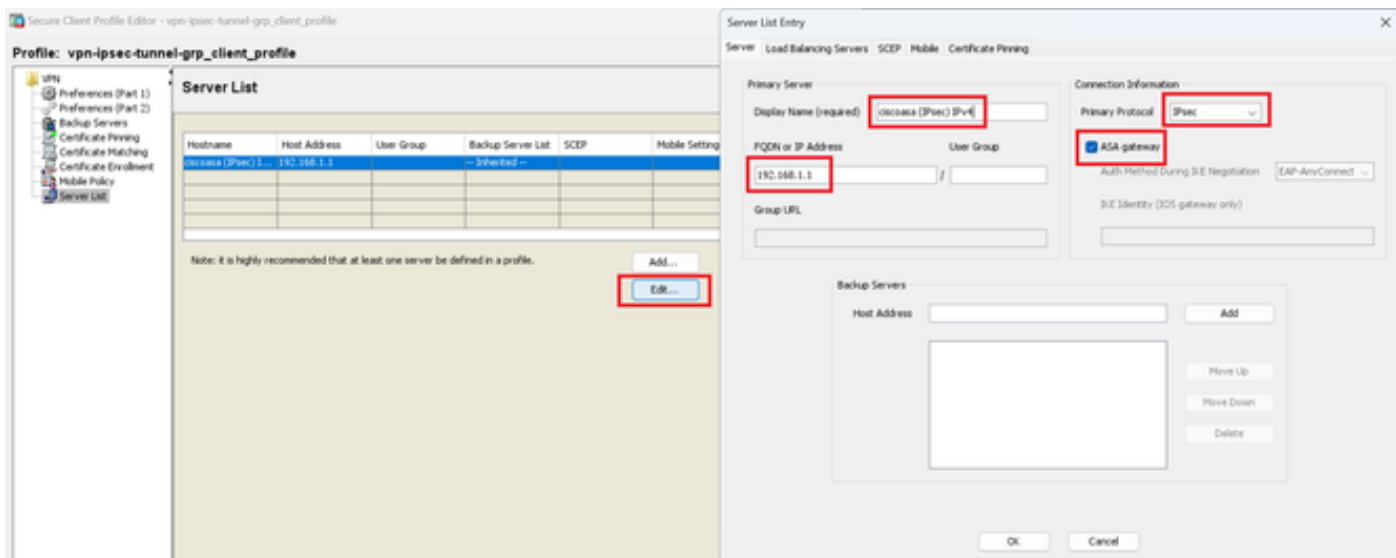 Secure Client Profile Editor - vpn-ipsec-tunnel-grp_client_profile
Profile: vpn-ipsec-tunnel-grp_client_profile
VPN
Preferences (Part 1)
Preferences (Part 2)
Backup Servers
Certificate Pinning
Certificate Matching
Certificate Enrollment
Mobile Policy
Server List
Server List
Hostname Host Address User Group Backup Server List SCEP Mobile Setting
ciscoasa (IPsec) I... 192.168.1.1 -- Inherited --
Note: it is highly recommended that at least one server be defined in a profile.
Add...
Edit...
Server List Entry
Server Load Balancing Servers SCEP Mobile Certificate Pinning
Primary Server
Display Name (required) ciscoasa (IPsec) IPv4
FQDN or IP Address User Group
192.168.1.1 /
Group URL
Connection Information
Primary Protocol IPsec
ASA gateway
Auth Method During IKE Negotiation EAP-AnyConnect
IKE Identity (IOS gateway only)
Backup Servers
Host Address Add
Move Up
Move Down
Delete
OK Cancel